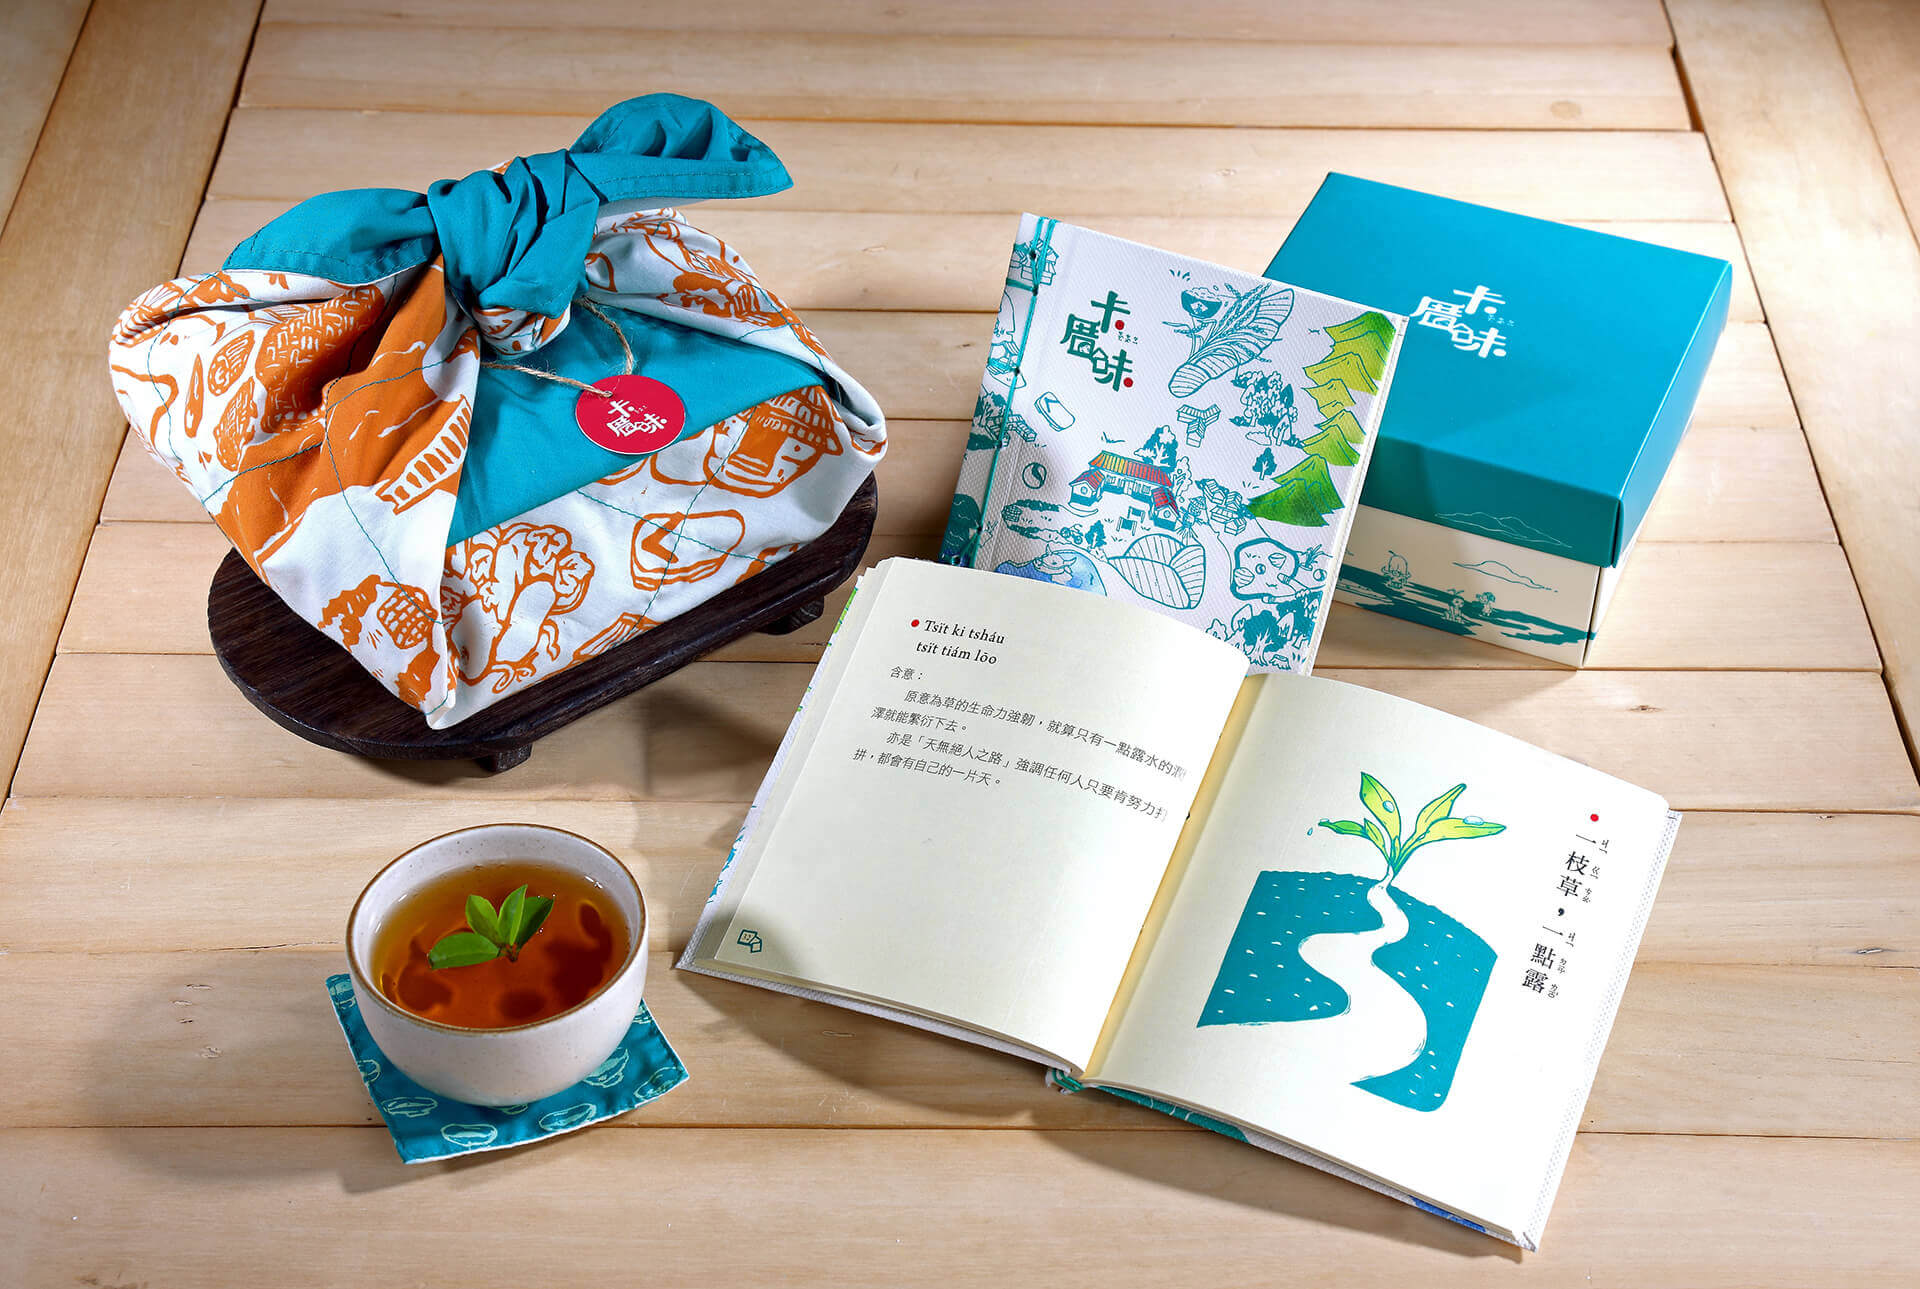 卡厝味
卡厝味
卡厝味
Tsi̍t ki tsháu
tsi̍t tiám lōo
含意：
原意為草的生命力強韌，就算只有一點露水的潤
澤就能繁衍下去。
亦是「天無絕人之路」強調任何人只要肯努力打
拼，都會有自己的一片天。
一枝草，一點露